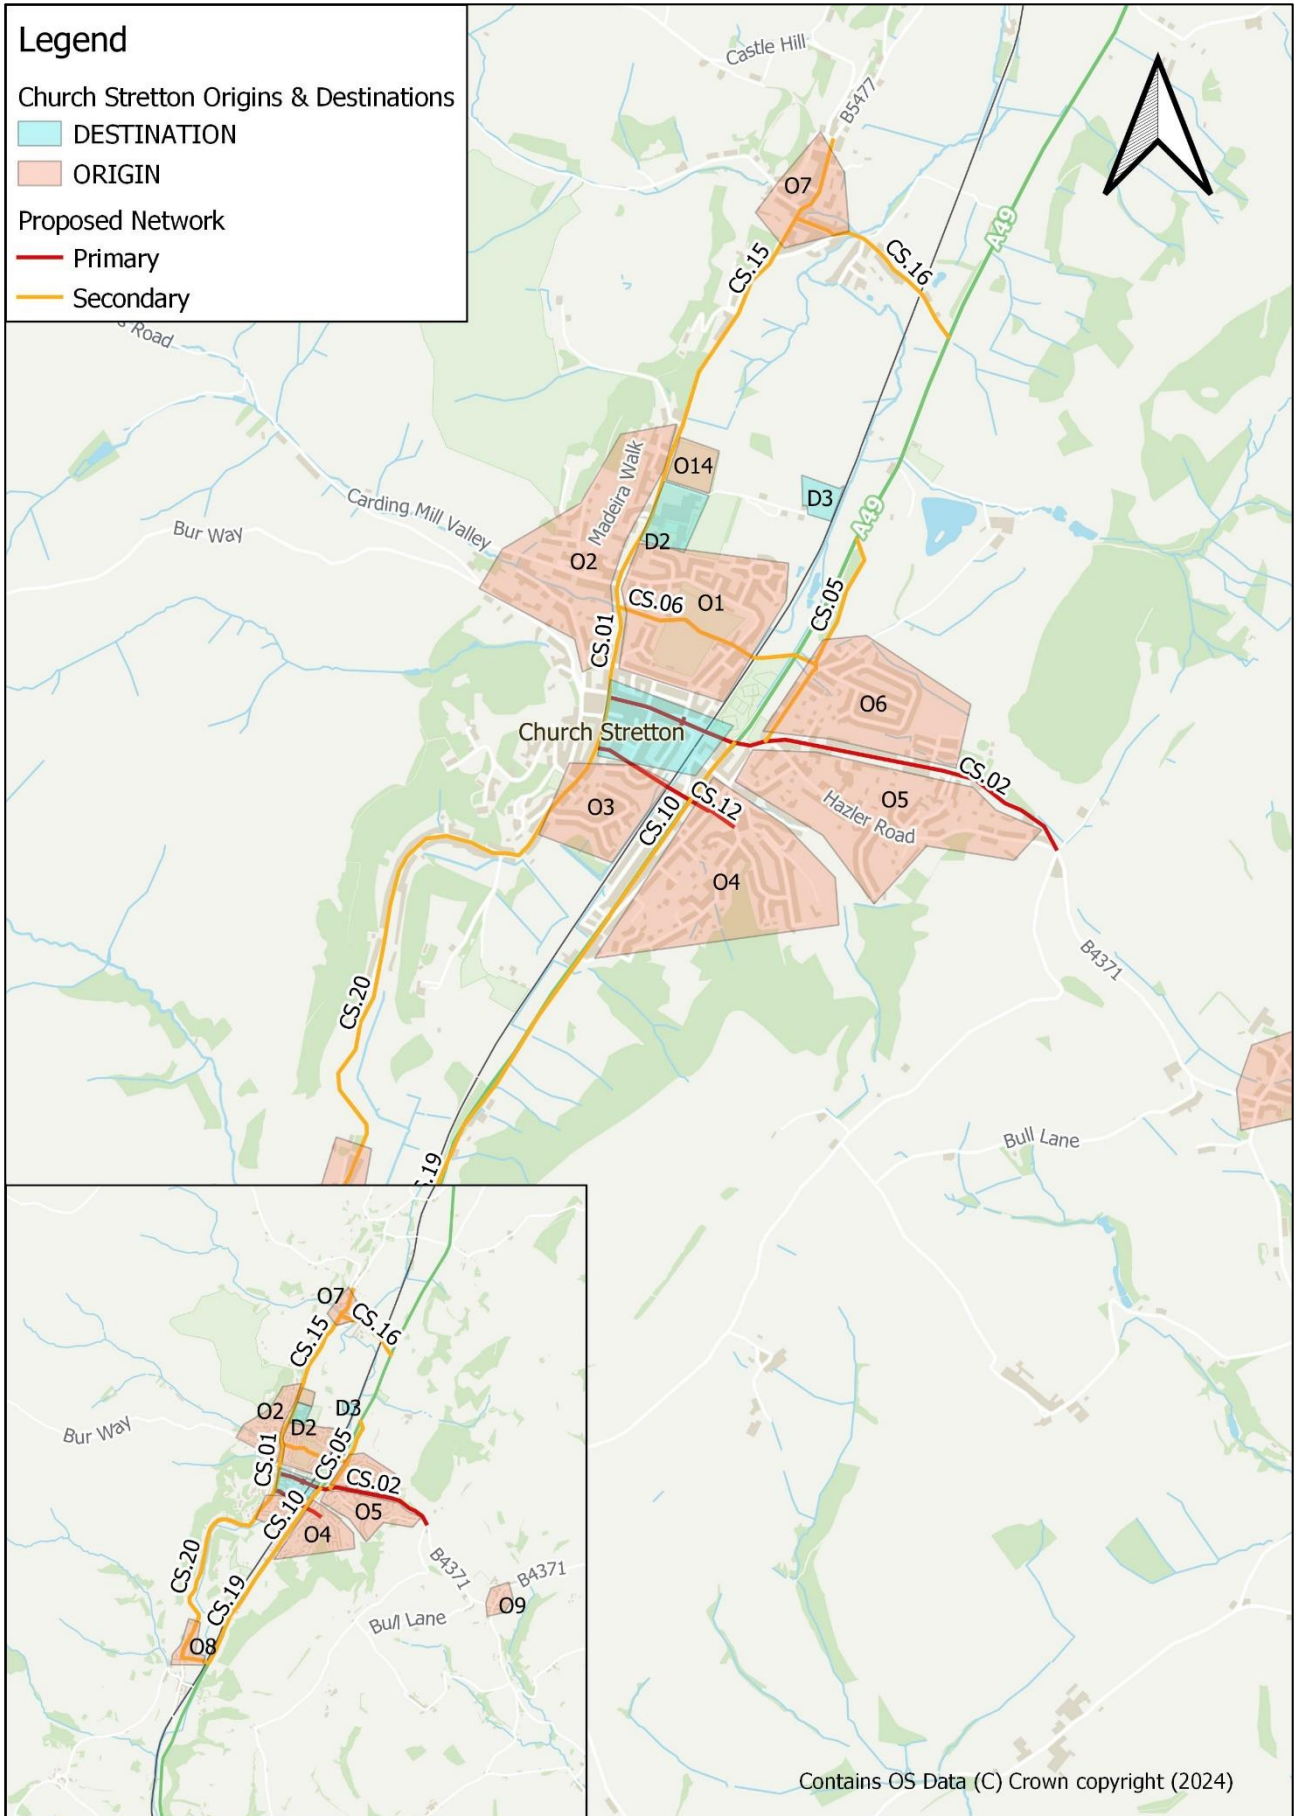 Legend
Church Stretton Origins & Destinations
DESTINATION
ORIGIN
Proposed Network
Primary
Secondary
Castle Hill
B5477
O7
A49
CS.15
CS.16
Road
Madeira Walk
O14
D3
Carding Mill Valley
A49
Bur Way
D2
O2
O1
CS.06
CS.05
CS.01
O6
Church Stretton
CS.02
CS.12
O5
O3
CS.10
Hazler Road
O4
B4371
CS.20
Bull Lane
.19
O7
CS.16
CS.15
D3
O2
D2
Bur Way
CS.05
CS.01
CS.02
O5
CS.10
O4
CS.20
B4371
B4371
CS.19
O9
Bull Lane
O8
Contains OS Data (C) Crown copyright (2024)